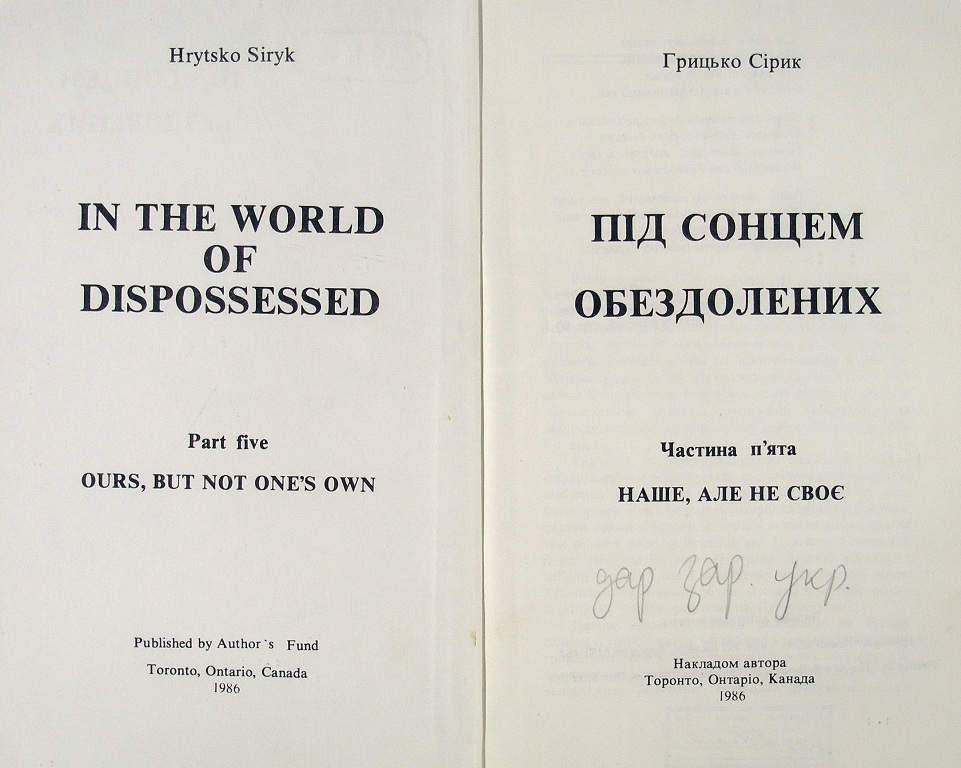 Hrytsko Siryk
IN THE WORLD
OF
DISPOSSESSED
Part five
OURS, BUT NOT ONE'S OWN
Published by Author`s Fund
Toronto, Ontario, Canada
1986
Грицько Сірик
ПІД СОНЦЕМ
ОБЕЗДОЛЕНИХ
Частина п'ята
НАШЕ, АЛЕ НЕ СВОЄ
дар зар. укр.
Накладом автора
Торонто, Онтаріо, Канада
1986